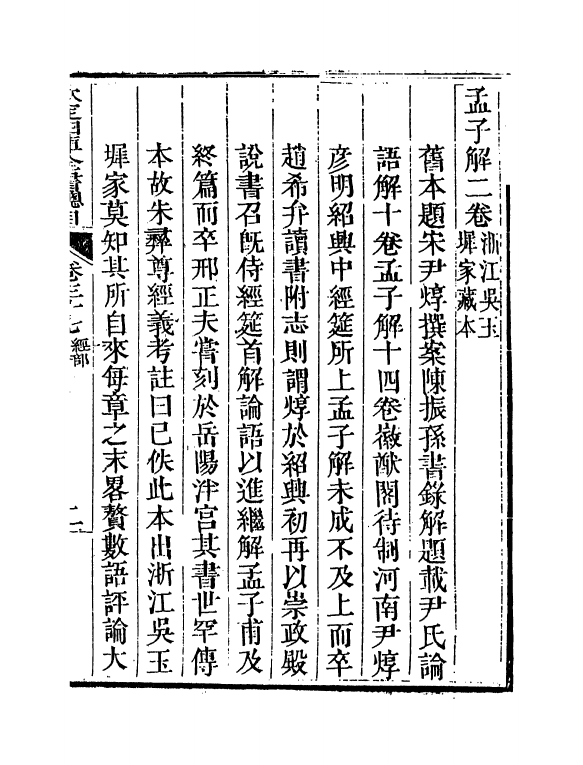 孟子解二卷浙江吳玉墀家藏本
舊本題宋尹焞撰案陳振孫書錄解題載尹氏論
語解十卷孟子解十四卷徽猷閣待制河南尹焞
彦明紹興中經筵所上孟子解未成不及上而卒
趙希弁讀書附志則謂焞於紹興初再以崇政殿
說書召旣侍經筵首解論語以進繼解孟子甫及
終篇而卒邢正夫嘗刻於岳陽泮宫其書世罕傳
本故朱彞尊經義考註曰已佚此本出浙江吳玉
墀家莫知其所自來每章之末畧贅數語評論大
欽定四庫全書總目 卷三十七 經部 二